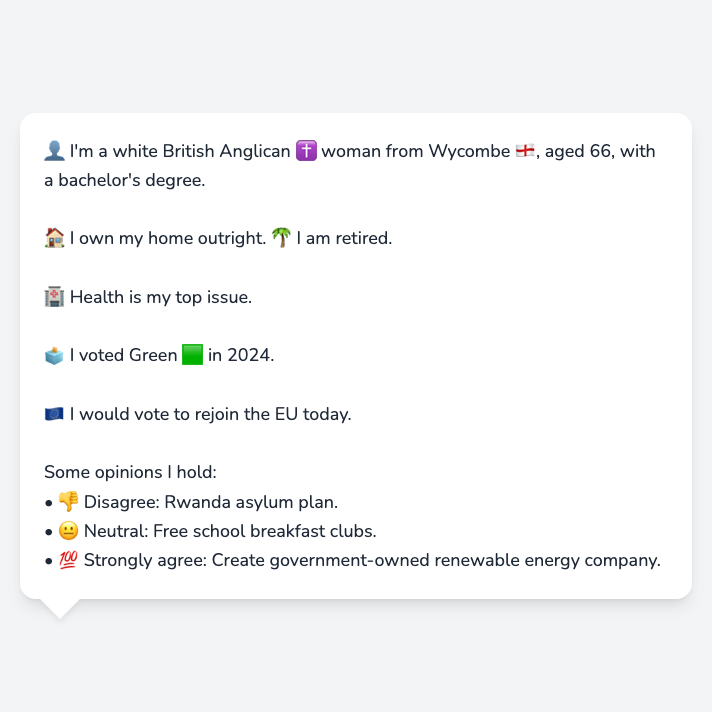 👤 I'm a white British Anglican ✝️ woman from Wycombe 🏴󠁧󠁢󠁥󠁮󠁧󠁿, aged 66, with
a bachelor's degree.
🏠 I own my home outright. 🌴 I am retired.
🏥 Health is my top issue.
🗳️ I voted Green 🟩 in 2024.
🇪🇺 I would vote to rejoin the EU today.
Some opinions I hold:
• 👎 Disagree: Rwanda asylum plan.
• 😐 Neutral: Free school breakfast clubs.
• 💯 Strongly agree: Create government-owned renewable energy company.